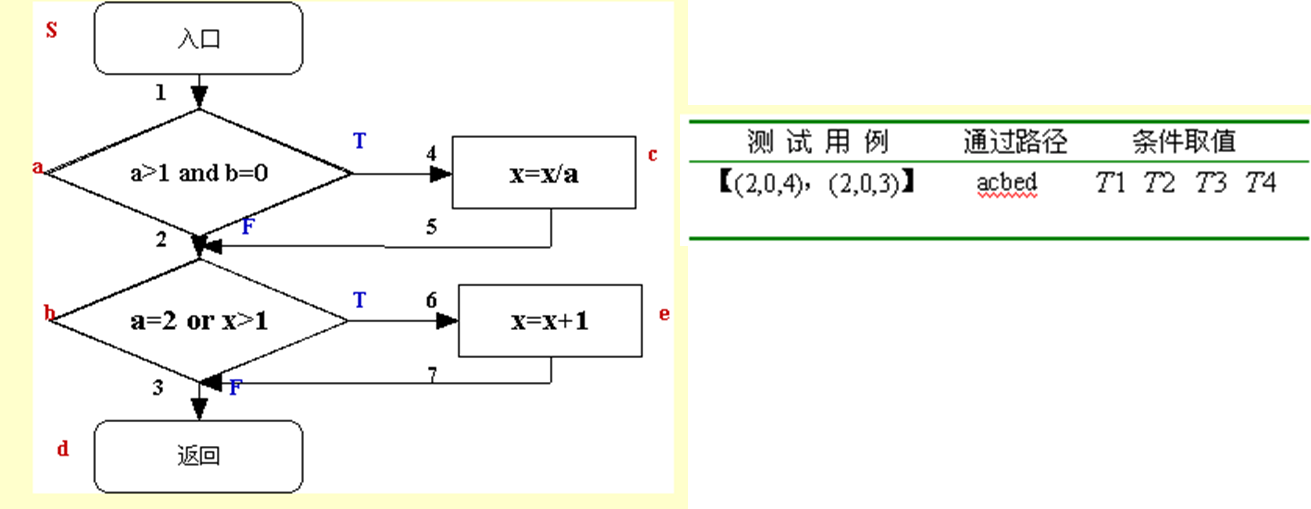 S
入口
1
a
a>1 and b=0
T
4
x=x/a
c
2
F
5
b
a=2 or x>1
T
6
x=x+1
e
3
F
7
d
返回
测 试 用 例 通过路径 条件取值
【(2,0,4)，(2,0,3)】 acbed T1 T2 T3 T4